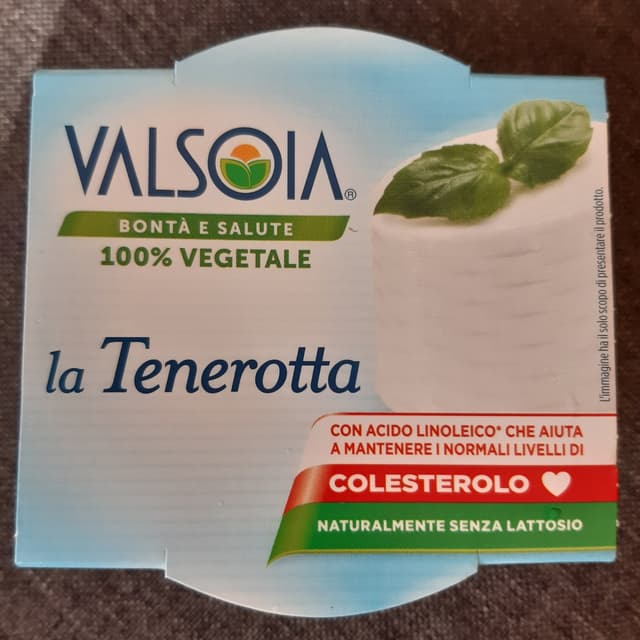 VALSOIA®
BONTÀ E SALUTE
100% VEGETALE
la Tenerotta
CON ACIDO LINOLEICO* CHE AIUTA
A MANTENERE I NORMALI LIVELLI DI
COLESTEROLO
NATURALMENTE SENZA LATTOSIO
L'immagine ha il solo scopo di presentare il prodotto.